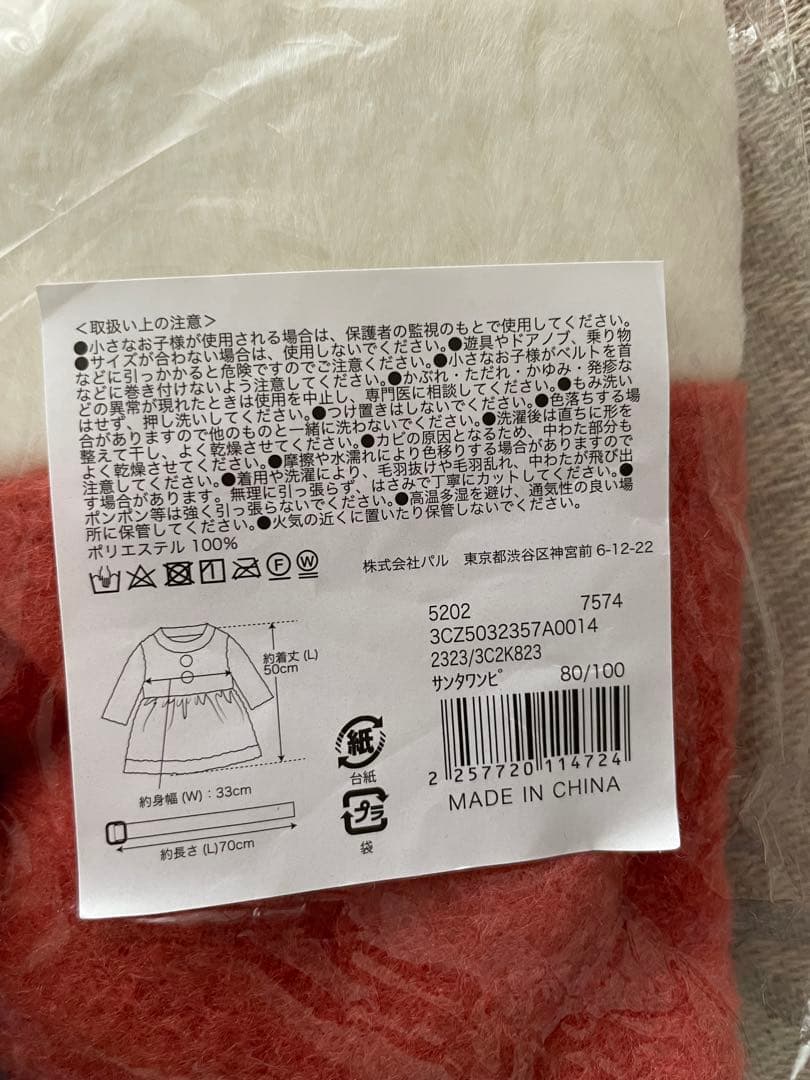 ＜取扱い上の注意＞
●小さなお子様が使用される場合は、保護者の監視のもとで使用してください。
●サイズが合わない場合は、使用しないでください。●遊具やドアノブ、乗り物
などに引っかかると危険ですのでご注意ください。●小さなお子様がベルトを首
などに巻き付けないよう注意してください。●かぶれ・ただれ・かゆみ・発疹な
どの異常が現れたときは使用を中止し、専門医に相談してください。●もみ洗い
はせず、押し洗いしてください。●つけ置きはしないでください。●色落ちする場
合がありますので他のものと一緒に洗わないでください。●洗濯後は直ちに形を
整えて干し、よく乾燥させてください。●カビの原因となるため、中わた部分も
よく乾燥させてください。●摩擦や水濡れにより色移りする場合がありますので
注意してください。●着用や洗濯により、毛羽抜けや毛羽乱れ、中わたが飛び出
す場合があります。無理に引っ張らず、はさみで丁寧にカットしてください。●
ポンポン等は強く引っ張らないでください。●高温多湿を避け、通気性の良い場
所に保管してください。●火気の近くに置いたり保管しないでください。
ポリエステル 100%
株式会社パル 東京都渋谷区神宮前 6-12-22
5202 7574
3CZ5032357A0014
2323/3C2K823
ｻﾝﾀﾜﾝﾋﾟ 80/100
2 257720 114724
MADE IN CHINA
約着丈 (L)
50cm
約身幅 (W)：33cm
約長さ (L)70cm
紙
台紙
プラ
袋